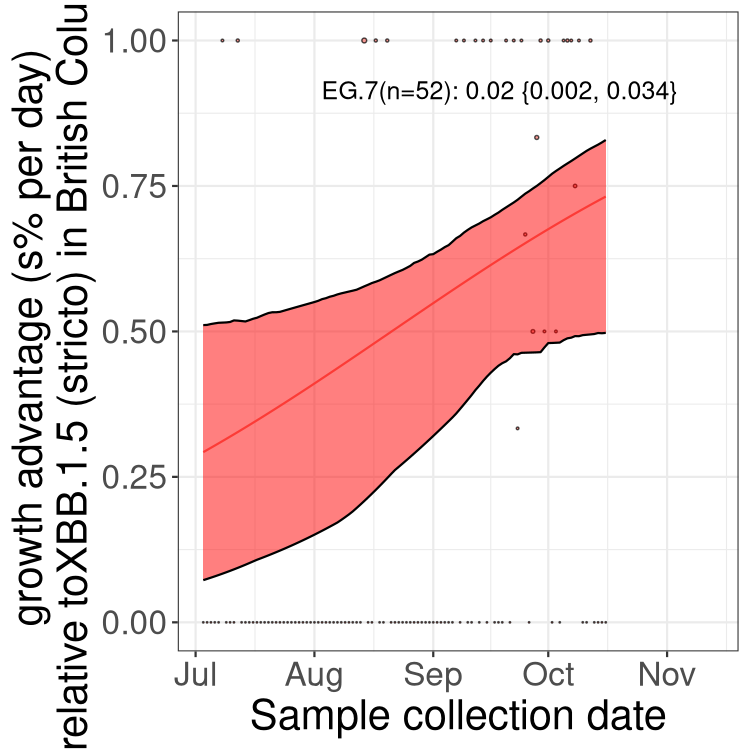 growth advantage (s% per day)
relative toXBB.1.5 (stricto) in British Colu
1.00
0.75
0.50
0.25
0.00
EG.7(n=52): 0.02 {0.002, 0.034}
Jul Aug Sep Oct Nov
Sample collection date